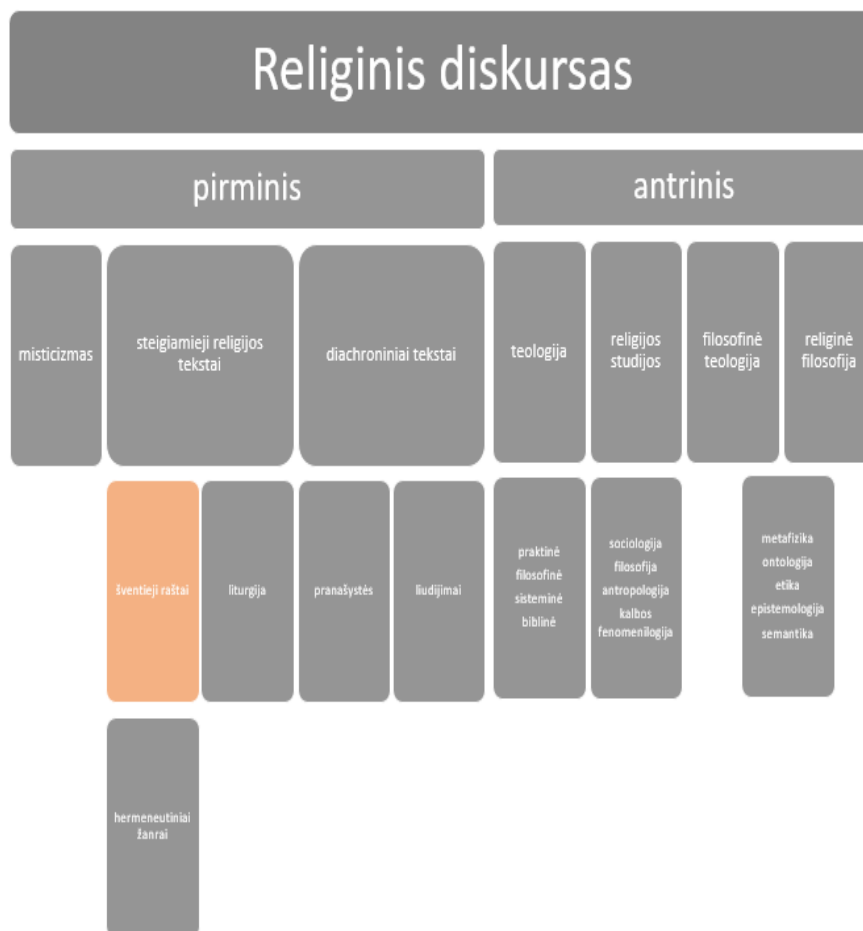 Religinis diskursas
pirminis
antrinis
misticizmas
steigiamieji religijos
tekstai
diachroniniai tekstai
teologija
religijos
studijos
filosofinė
teologija
religinė
filosofija
šventieji raštai
liturgija
pranašystės
liudijimai
praktinė
filosofinė
sisteminė
biblinė
sociologija
filosofija
antropologija
kalbos
fenomenilogija
metafizika
ontologija
etika
epistemologija
semantika
hermeneutiniai
žanrai